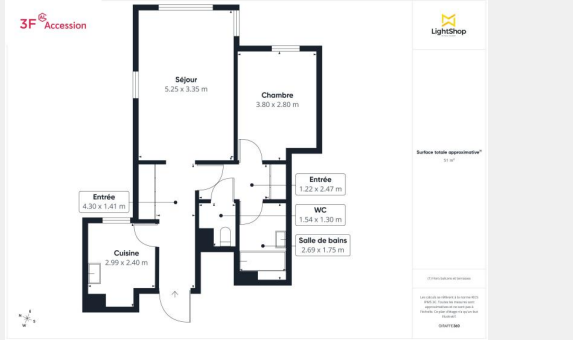 3F Accession
LightShop
Séjour
5.25 x 3.35 m
Chambre
3.80 x 2.80 m
Surface totale approximative
51 m²
Entrée
1.22 x 2.47 m
Entrée
4.30 x 1.41 m
WC
1.54 x 1.30 m
Salle de bains
2.69 x 1.75 m
Cuisine
2.99 x 2.40 m
GIRAFFE360